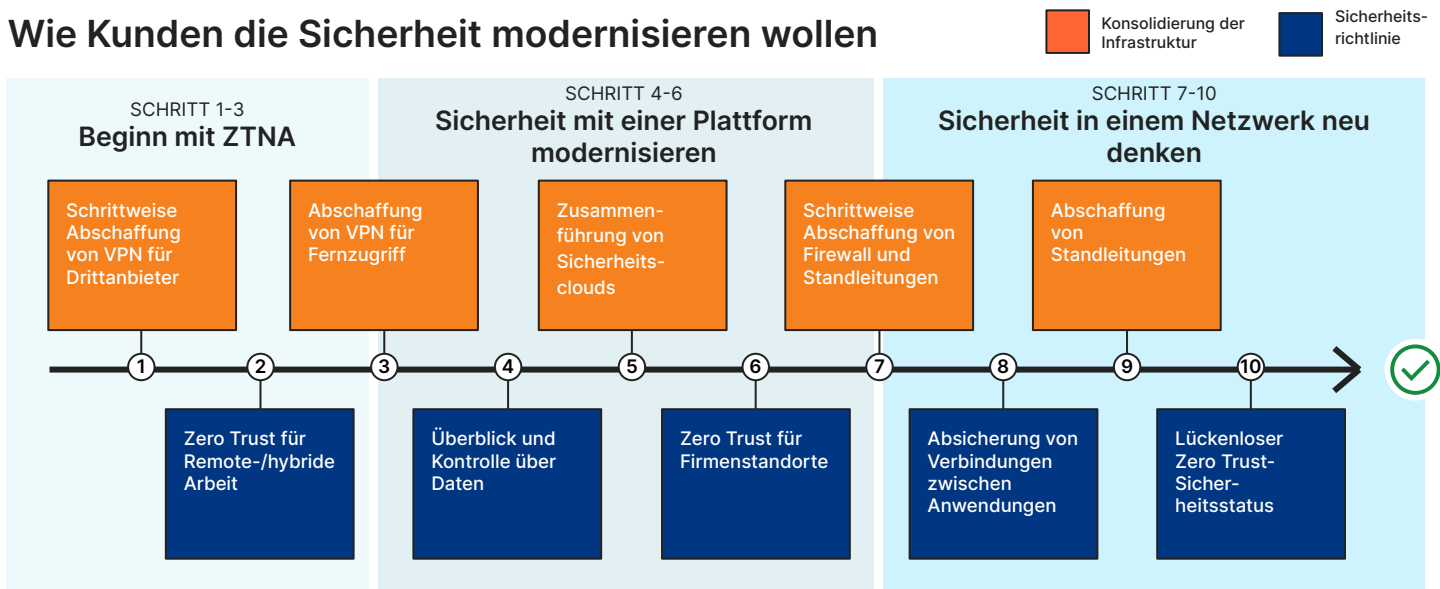 Wie Kunden die Sicherheit modernisieren wollen
Konsolidierung der
Infrastruktur
Sicherheits-
richtlinie
SCHRITT 1-3
Beginn mit ZTNA
SCHRITT 4-6
Sicherheit mit einer Plattform
modernisieren
SCHRITT 7-10
Sicherheit in einem Netzwerk neu
denken
Schrittweise
Abschaffung
von VPN für
Drittanbieter
Abschaffung
von VPN für
Fernzugriff
Zusammen-
führung von
Sicherheits-
clouds
Schrittweise
Abschaffung von
Firewall und
Standleitungen
Abschaffung
von
Standleitungen
1
2
3
4
5
6
7
8
9
10
Zero Trust für
Remote-/hybride
Arbeit
Überblick und
Kontrolle über
Daten
Zero Trust für
Firmenstandorte
Absicherung von
Verbindungen
zwischen
Anwendungen
Lückenloser
Zero Trust-
Sicher-
heitsstatus